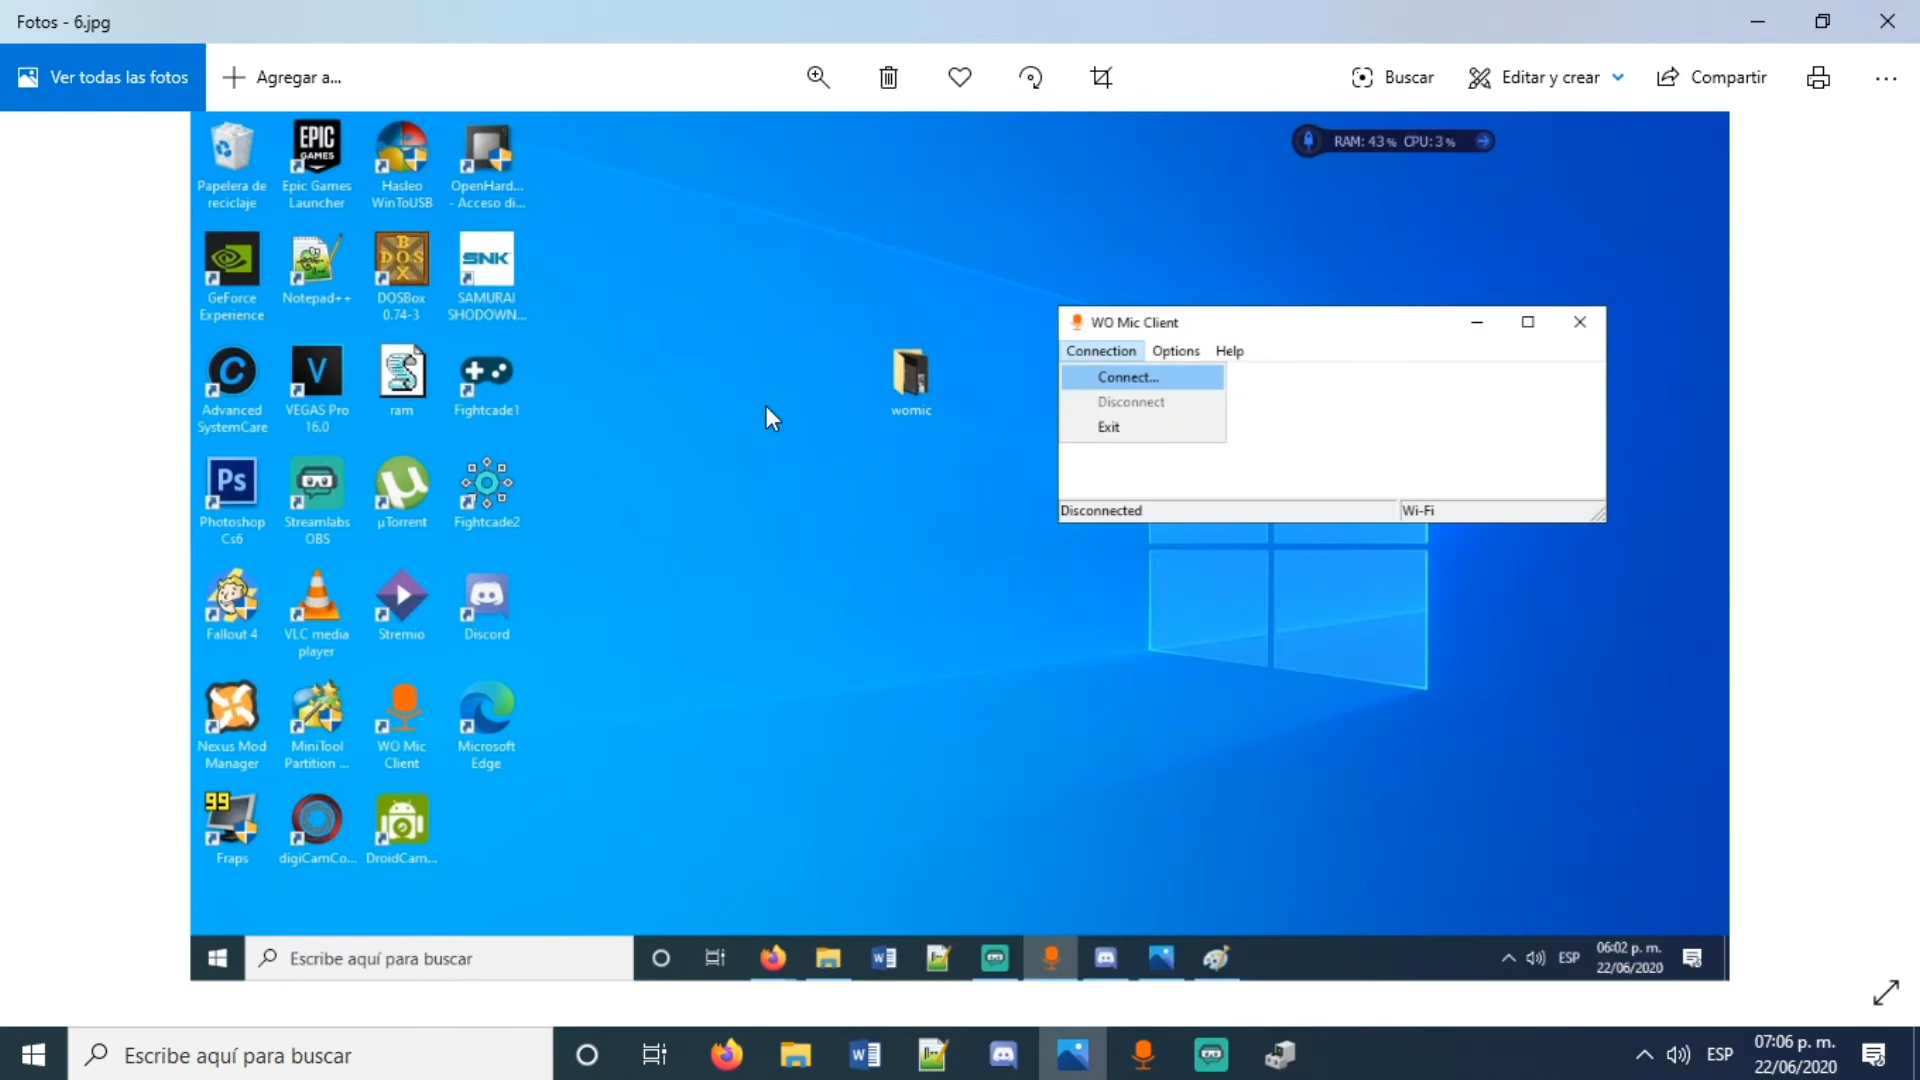 Fotos - 6.jpg
Ver todas las fotos
Agregar a...
Buscar
Editar y crear
Compartir
RAM: 43% CPU: 3%
Papelera de
reciclaje
EPIC
GAMES
Epic Games
Launcher
Hasleo
WinToUSB
OpenHard...
- Acceso di...
GeForce
Experience
Notepad++
DOSBox
0.74-3
SNK
SAMURAI
SHODOWN...
Advanced
SystemCare
VEGAS Pro
16.0
ram
Fightcade1
womic
WO Mic Client
Connection Options Help
Connect...
Disconnect
Exit
Disconnected
Wi-Fi
Ps
Photoshop
Cs6
Streamlabs
OBS
µTorrent
Fightcade2
Fallout 4
VLC media
player
Stremio
Discord
Nexus Mod
Manager
MiniTool
Partition ...
WO Mic
Client
Microsoft
Edge
99
Fraps
digiCamCo...
DroidCam...
Escribe aquí para buscar
ESP
06:02 p. m.
22/06/2020
Escribe aquí para buscar
ESP
07:06 p. m.
22/06/2020